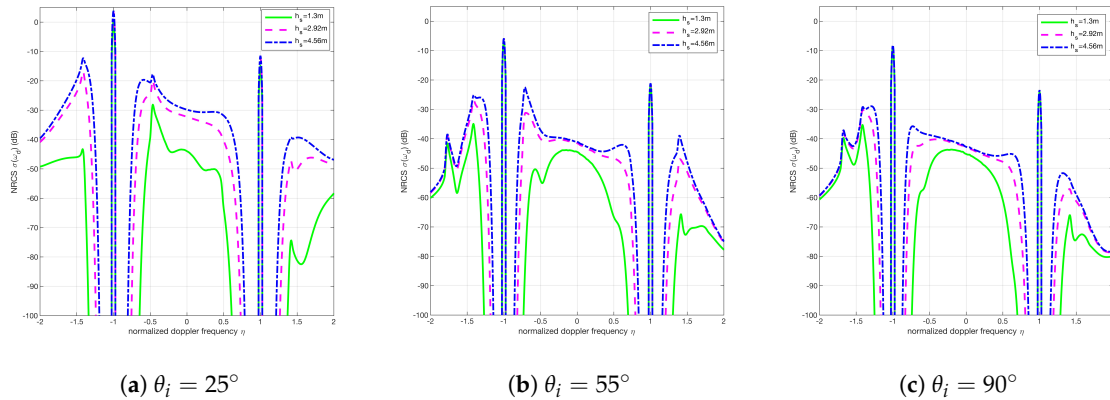 h_s=1.3m
h_s=2.92m
h_s=4.56m
NRCS σ(ω_d) (dB)
0
-10
-20
-30
-40
-50
-60
-70
-80
-90
-100
-2 -1.5 -1 -0.5 0 0.5 1 1.5 2
normalized doppler frequency η
(a) θ_i = 25°
h_s=1.3m
h_s=2.92m
h_s=4.56m
NRCS σ(ω_d) (dB)
0
-10
-20
-30
-40
-50
-60
-70
-80
-90
-100
-2 -1.5 -1 -0.5 0 0.5 1 1.5 2
normalized doppler frequency η
(b) θ_i = 55°
h_s=1.3m
h_s=2.92m
h_s=4.56m
NRCS σ(ω_d) (dB)
0
-10
-20
-30
-40
-50
-60
-70
-80
-90
-100
-2 -1.5 -1 -0.5 0 0.5 1 1.5 2
normalized doppler frequency η
(c) θ_i = 90°